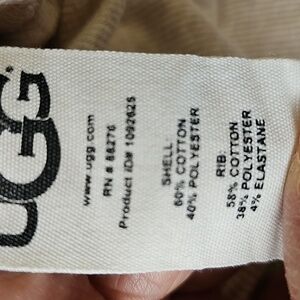 UGG
www.ugg.com
RN # 88276
Product ID# 1092625
SHELL
60% COTTON
40% POLYESTER
RIB:
58% COTTON
38% POLYESTER
4% ELASTANE